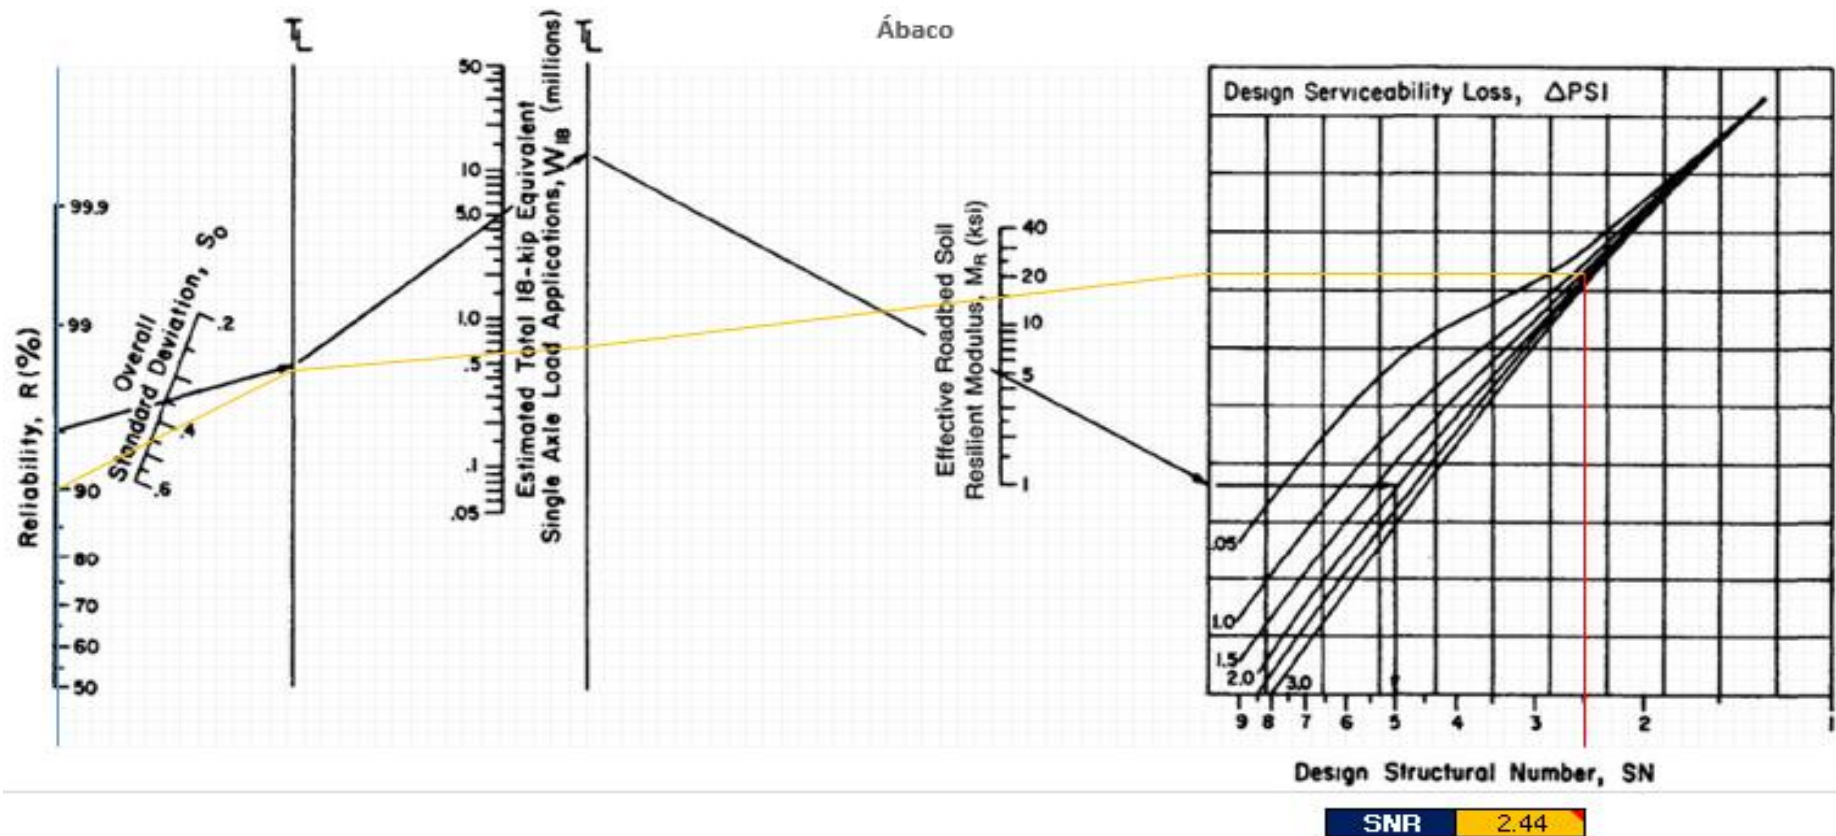 Ábaco
TL
TL
Reliability, R (%)
99.9
99
90
80
70
60
50
Overall
Standard Deviation, So
.2
.4
.6
Estimated Total 18-kip Equivalent
Single Axle Load Applications, W18 (millions)
50
10
5.0
1.0
.5
.1
.05
Effective Roadbed Soil
Resilient Modulus, MR (ksi)
40
20
10
5
1
Design Serviceability Loss, ΔPSI
.05
1.0
1.5
2.0
3.0
9 8 7 6 5 4 3 2 1
Design Structural Number, SN
SNR 2.44